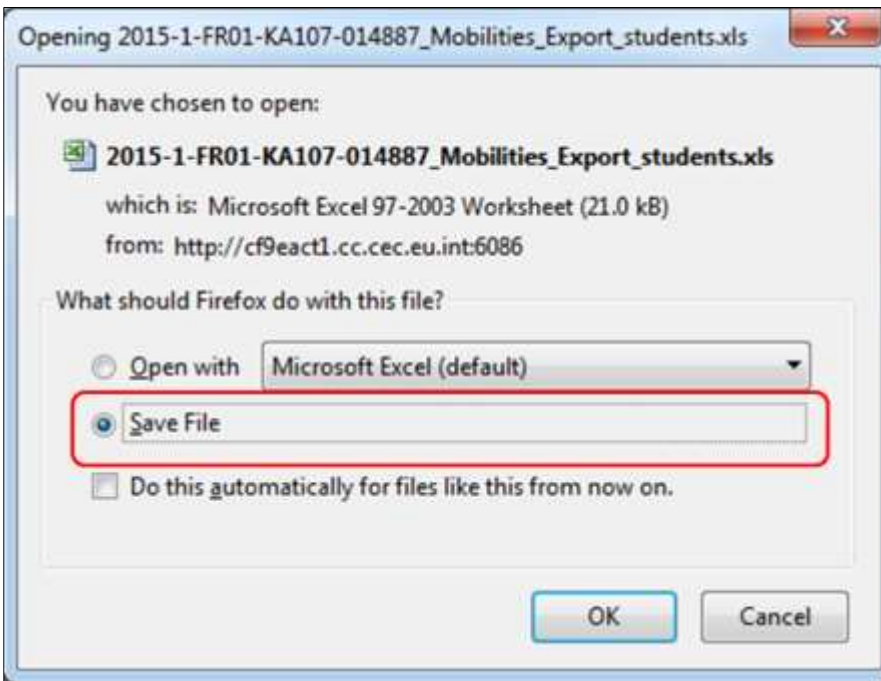 Opening 2015-1-FR01-KA107-014887_Mobilities_Export_students.xls
You have chosen to open:
2015-1-FR01-KA107-014887_Mobilities_Export_students.xls
which is: Microsoft Excel 97-2003 Worksheet (21.0 kB)
from: http://cf9eact1.cc.cec.eu.int:6086
What should Firefox do with this file?
Open with Microsoft Excel (default)
Save File
Do this automatically for files like this from now on.
OK Cancel